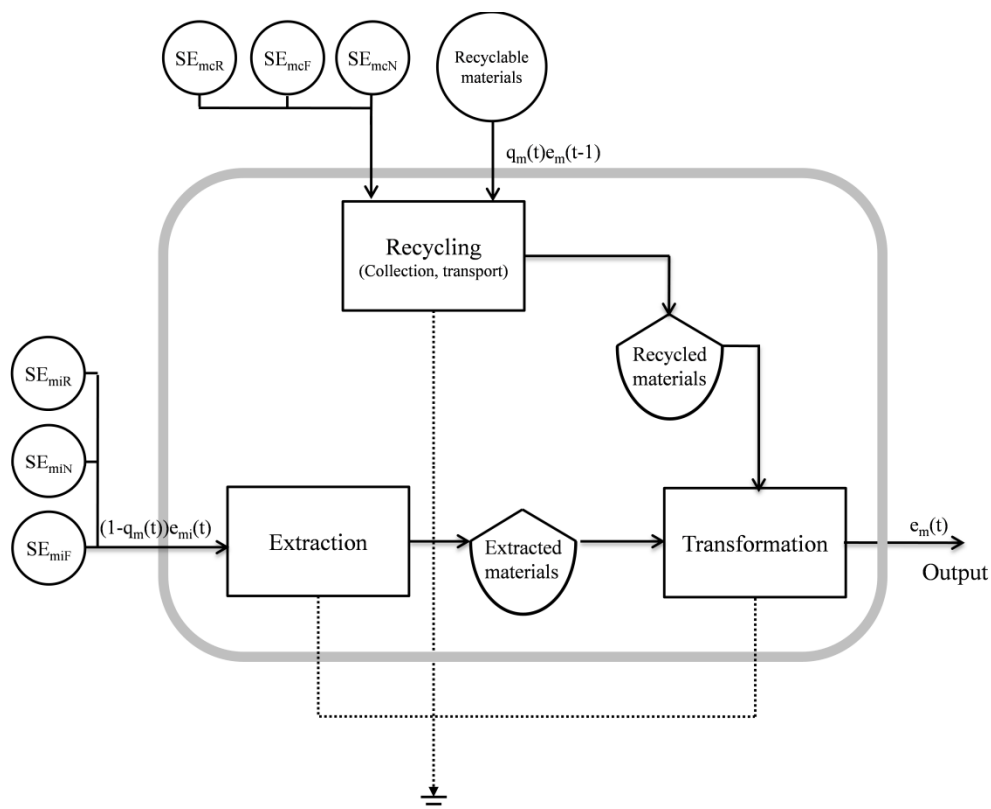 SE_mcR
SE_mcF
SE_mcN
Recyclable
materials
q_m(t)e_m(t-1)
Recycling
(Collection, transport)
Recycled
materials
SE_miR
SE_miN
SE_miF
(1-q_m(t))e_mi(t)
Extraction
Extracted
materials
Transformation
e_m(t)
Output